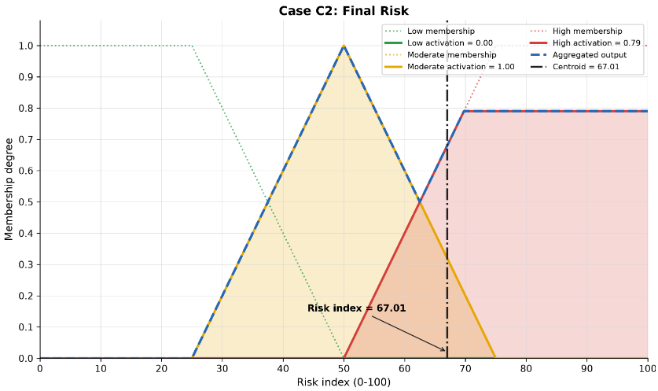 Case C2: Final Risk
Low membership
Low activation = 0.00
Moderate membership
Moderate activation = 1.00
High membership
High activation = 0.79
Aggregated output
Centroid = 67.01
Membership degree
1.0
0.9
0.8
0.7
0.6
0.5
0.4
0.3
0.2
0.1
0.0
Risk index = 67.01
0
10
20
30
40
50
60
70
80
90
100
Risk index (0-100)